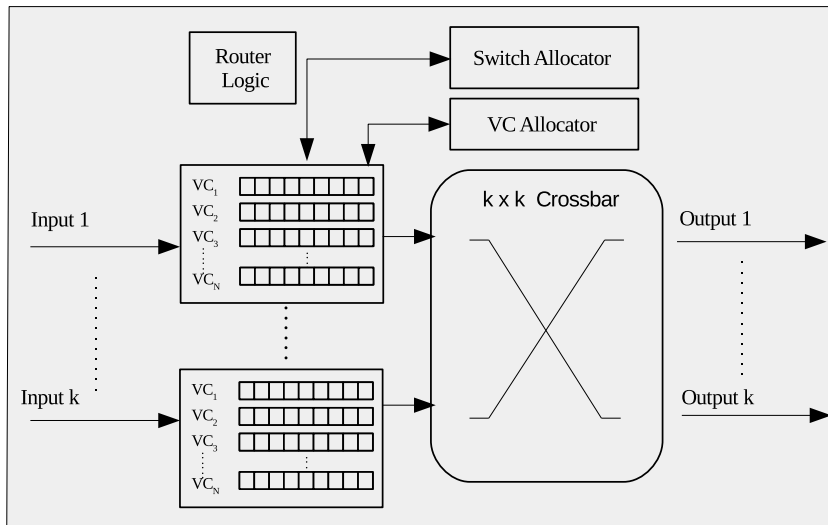 Router
Logic
Switch Allocator
VC Allocator
VC1
VC2
VC3
VCN
Input 1
k x k Crossbar
Output 1
Input k
VC1
VC2
VC3
VCN
Output k